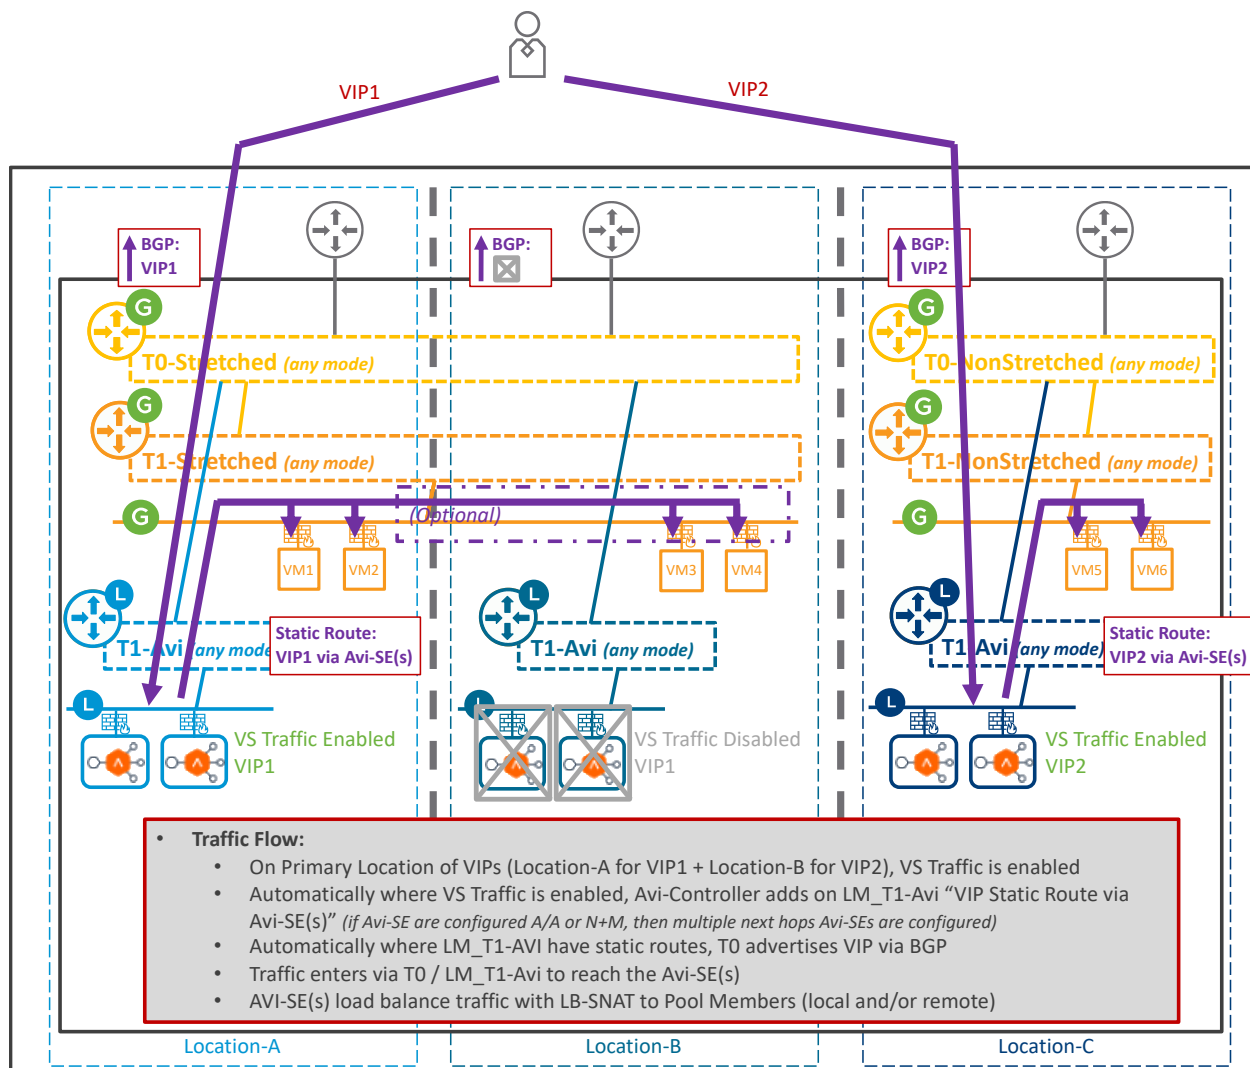 VIP1
VIP2
BGP:
VIP1
BGP:
BGP:
VIP2
G
T0-Stretched (any mode)
G
T0-NonStretched (any mode)
G
T1-Stretched (any mode)
G
T1-NonStretched (any mode)
G
(Optional)
G
VM1
VM2
VM3
VM4
VM5
VM6
L
T1-Avi (any mode)
Static Route:
VIP1 via Avi-SE(s)
L
T1-Avi (any mode)
L
T1-Avi (any mode)
Static Route:
VIP2 via Avi-SE(s)
L
VS Traffic Enabled
VIP1
L
VS Traffic Disabled
VIP1
L
VS Traffic Enabled
VIP2
• Traffic Flow:
• On Primary Location of VIPs (Location-A for VIP1 + Location-B for VIP2), VS Traffic is enabled
• Automatically where VS Traffic is enabled, Avi-Controller adds on LM_T1-Avi “VIP Static Route via
Avi-SE(s)” (if Avi-SE are configured A/A or N+M, then multiple next hops Avi-SEs are configured)
• Automatically where LM_T1-AVI have static routes, T0 advertises VIP via BGP
• Traffic enters via T0 / LM_T1-Avi to reach the Avi-SE(s)
• AVI-SE(s) load balance traffic with LB-SNAT to Pool Members (local and/or remote)
Location-A
Location-B
Location-C